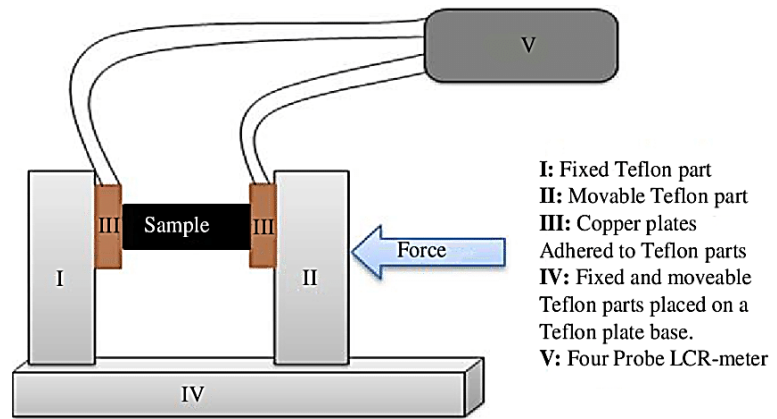 V
I: Fixed Teflon part
II: Movable Teflon part
III: Copper plates
Adhered to Teflon parts
IV: Fixed and moveable
Teflon parts placed on a
Teflon plate base.
V: Four Probe LCR-meter
III
Sample
III
Force
I
II
IV